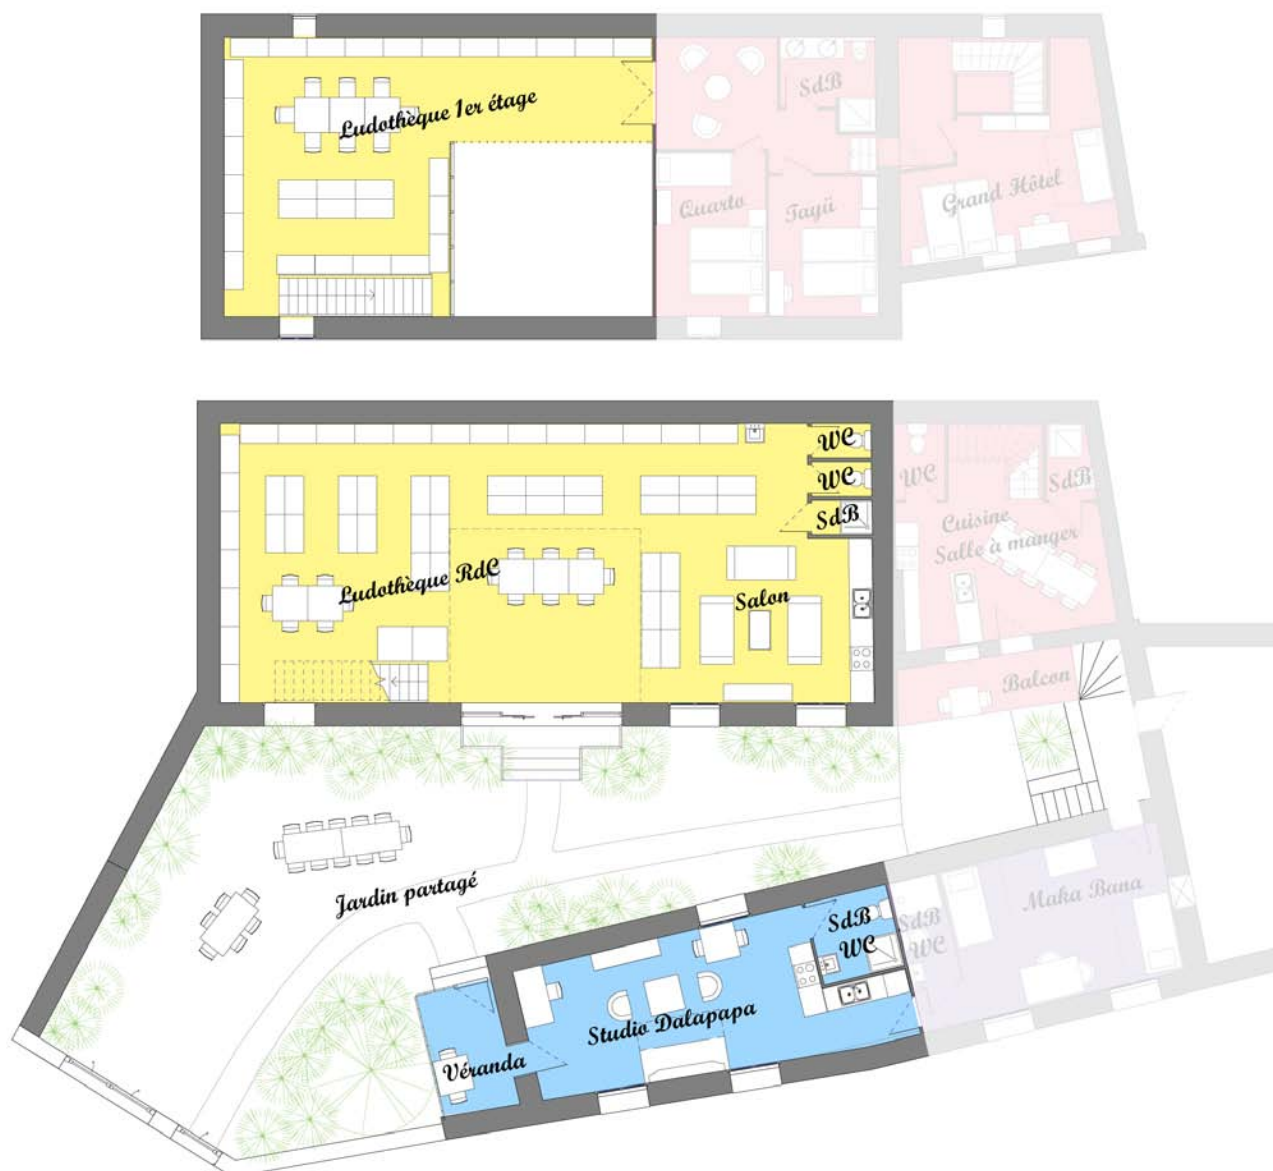 Ludothèque 1er étage
SdB
Quarto
Tayü
Grand Hôtel
WC
WC
SdB
Ludothèque RdC
Salon
WC
SdB
Cuisine
Salle à manger
Balcon
Jardin partagé
SdB
WC
Studio Dalapapa
Véranda
SdB
WC
Maka Bana